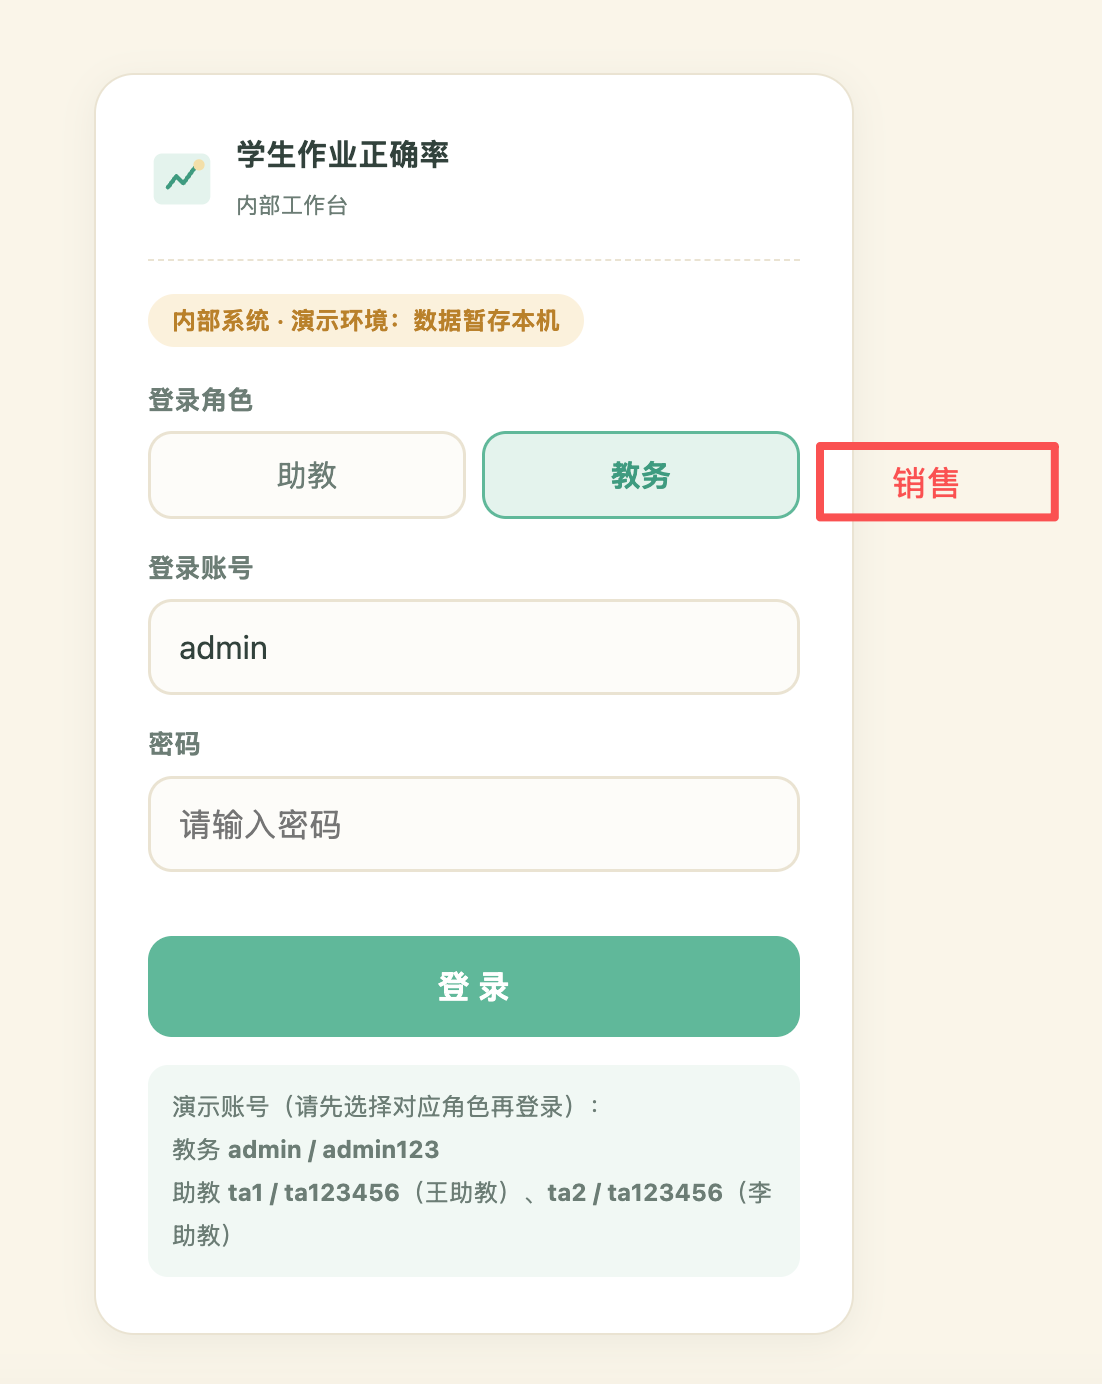 学生作业正确率
内部工作台
内部系统 · 演示环境：数据暂存本机
登录角色
助教 教务 销售
登录账号
admin
密码
请输入密码
登 录
演示账号（请先选择对应角色再登录）：
教务 admin / admin123
助教 ta1 / ta123456（王助教）、ta2 / ta123456（李
助教）